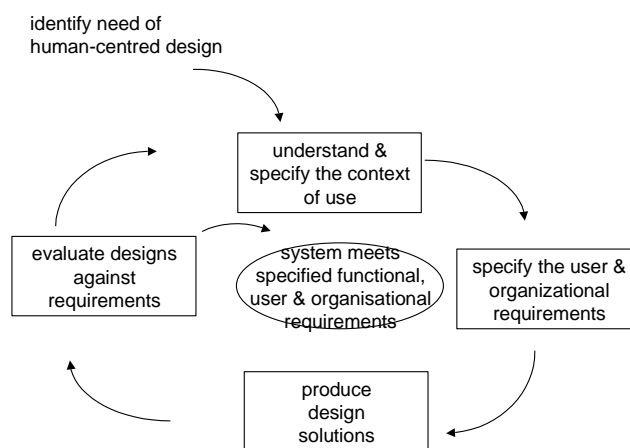 identify need of
human-centred design
understand &
specify the context
of use
evaluate designs
against
requirements
system meets
specified functional,
user & organisational
requirements
specify the user &
organizational
requirements
produce
design
solutions